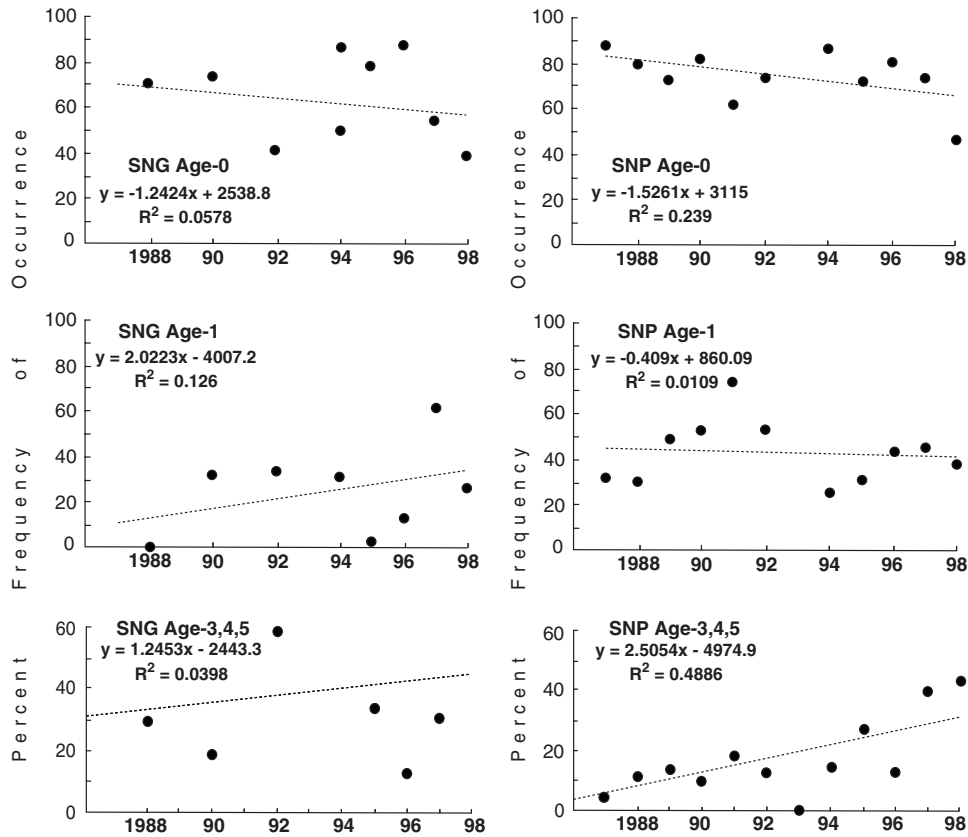 Percent Frequency of Occurrence
100
80
60
40
20
0
SNG Age-0
y = -1.2424x + 2538.8
R² = 0.0578
1988 90 92 94 96 98
Percent Frequency of Occurrence
100
80
60
40
20
0
SNP Age-0
y = -1.5261x + 3115
R² = 0.239
1988 90 92 94 96 98
100
80
60
40
20
0
SNG Age-1
y = 2.0223x - 4007.2
R² = 0.126
1988 90 92 94 96 98
100
80
60
40
20
0
SNP Age-1
y = -0.409x + 860.09
R² = 0.0109
1988 90 92 94 96 98
60
40
20
0
SNG Age-3,4,5
y = 1.2453x - 2443.3
R² = 0.0398
1988 90 92 94 96 98
60
40
20
0
SNP Age-3,4,5
y = 2.5054x - 4974.9
R² = 0.4886
1988 90 92 94 96 98